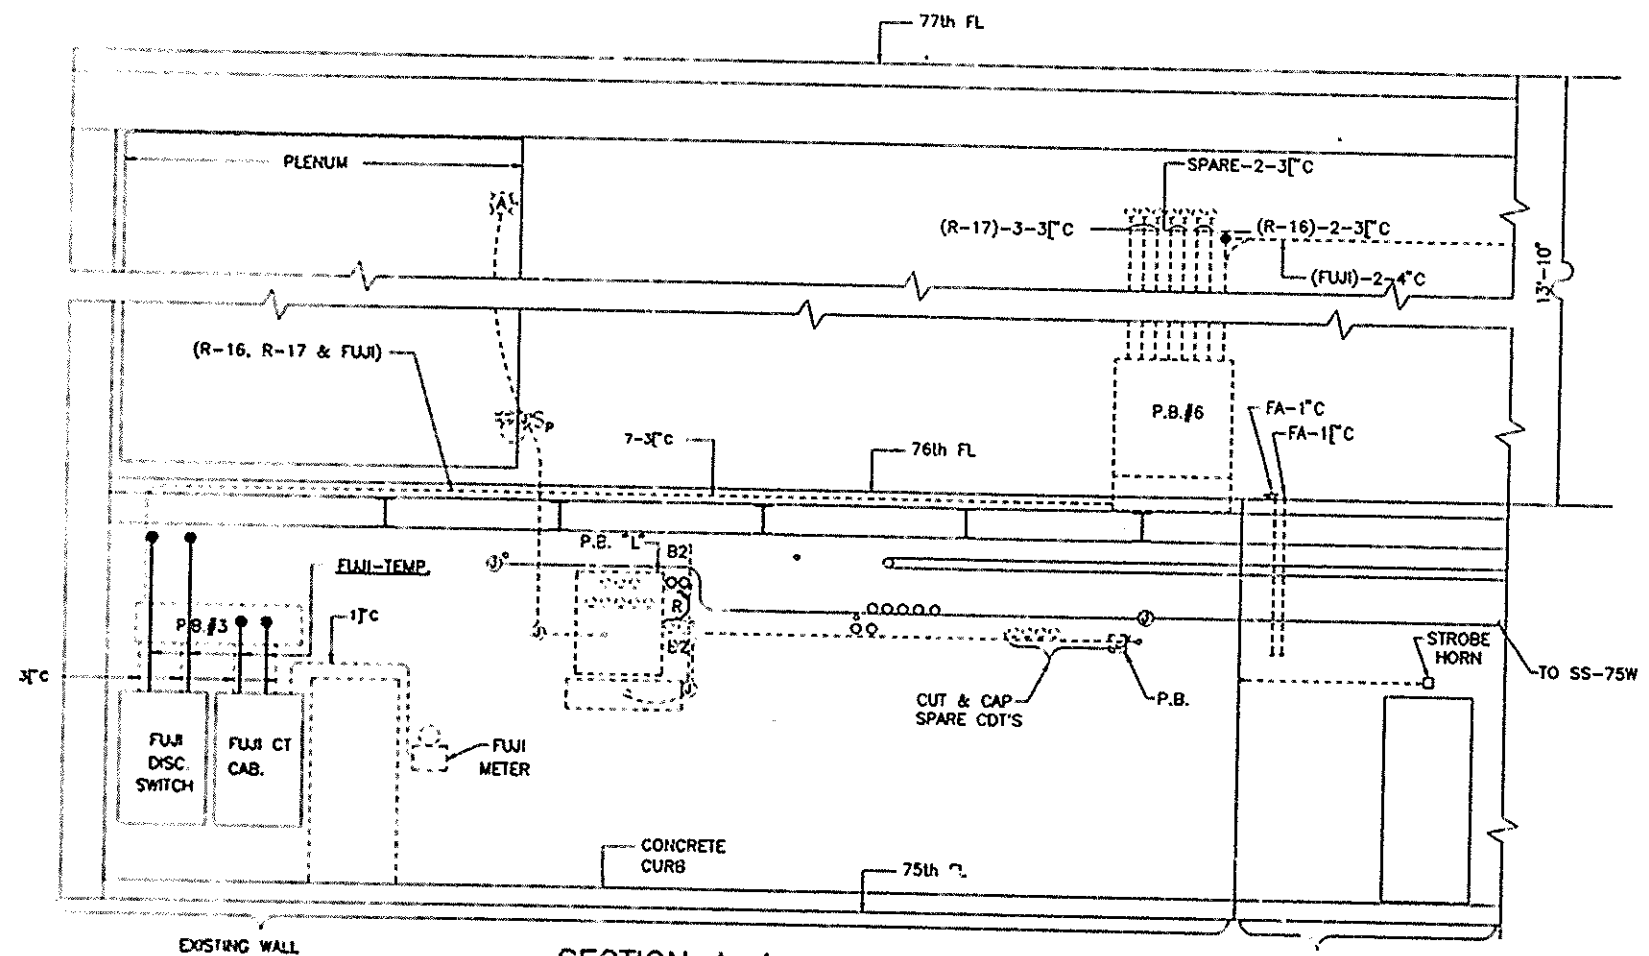 77th FL
PLENUM
SPARE-2-3["C
A
(R-17)-3-3["C
(R-16)-2-3["C
(FUJI)-2-4"C
13'-10"
(R-16, R-17 & FUJI)
P.B.#6
FA-1"C
FA-1["C
Sp
7-3["C
76th FL
P.B. "L"
B2
J
FUJI-TEMP.
R
P.B.#3
1]"C
J
J
B2
STROBE
HORN
3["C
TO SS-75W
J
CUT & CAP
SPARE CDT'S
P.B.
FUJI
DISC.
SWITCH
FUJI CT
CAB.
FUJI
METER
CONCRETE
CURB
75th
EXISTING WALL
SECTION